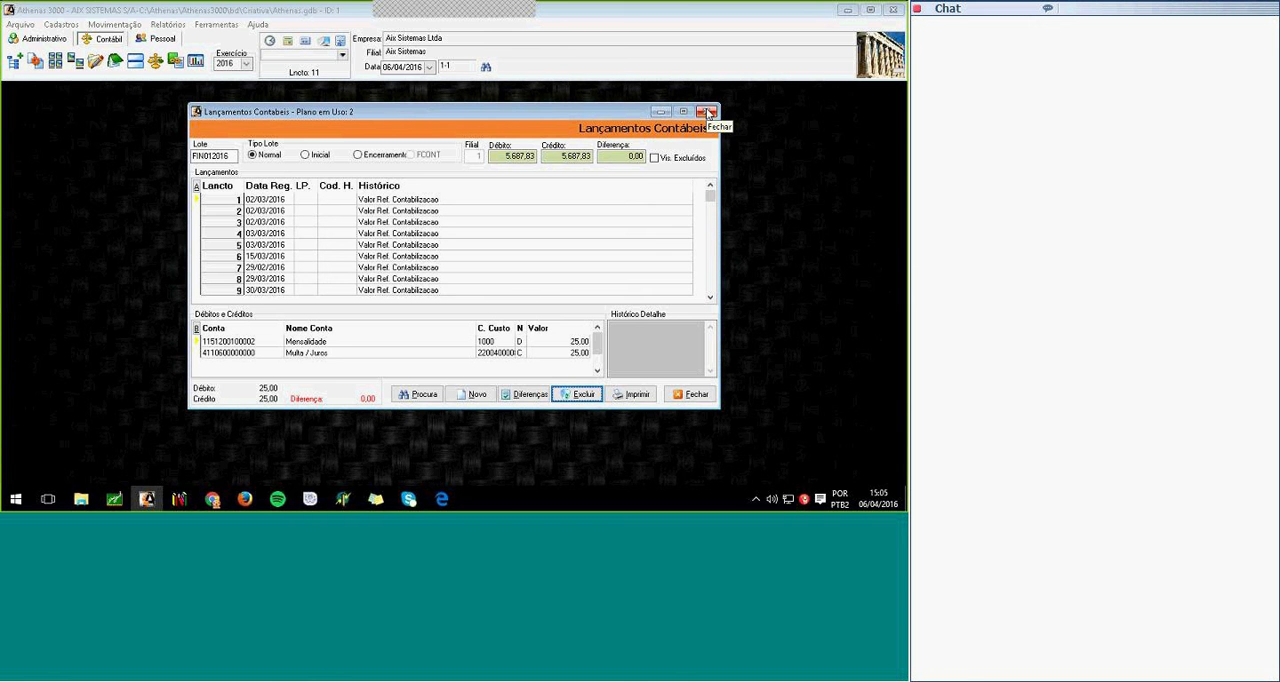 Athenas 3000 - AIX SISTEMAS S/A-C:\Athenas\Athenas3000\bd\Criativa\Athenas.gdb - ID: 1
Arquivo Cadastros Movimentação Relatórios Ferramentas Ajuda
Administrativo Contábil Pessoal
Exercício
2016
Lncto: 11
Empresa Aix Sistemas Ltda
Filial Aix Sistemas
Data 06/04/2016 1-1
Lançamentos Contabeis - Plano em Uso: 2
Fechar
Lançamentos Contábeis
Lote
FIN012016
Tipo Lote
Normal Inicial Encerramento FCONT
Filial
1
Débito:
5.687,83
Crédito:
5.687,83
Diferença:
0,00
Vis. Excluídos
Lançamentos
A Lancto Data Reg. LP. Cod. H. Histórico
1 02/03/2016 Valor Ref. Contabilizacao
2 02/03/2016 Valor Ref. Contabilizacao
3 02/03/2016 Valor Ref. Contabilizacao
4 03/03/2016 Valor Ref. Contabilizacao
5 03/03/2016 Valor Ref. Contabilizacao
6 15/03/2016 Valor Ref. Contabilizacao
7 29/02/2016 Valor Ref. Contabilizacao
8 29/03/2016 Valor Ref. Contabilizacao
9 30/03/2016 Valor Ref. Contabilizacao
Débitos e Créditos
Histórico Detalhe
B Conta Nome Conta C. Custo N Valor
1151200100002 Mensalidade 1000 D 25,00
4110600000000 Multa / Juros 220040000 C 25,00
Débito: 25,00
Crédito 25,00 Diferença: 0,00
Procura Novo Diferenças Excluir Imprimir Fechar
POR
PTB2
15:05
06/04/2016
Chat